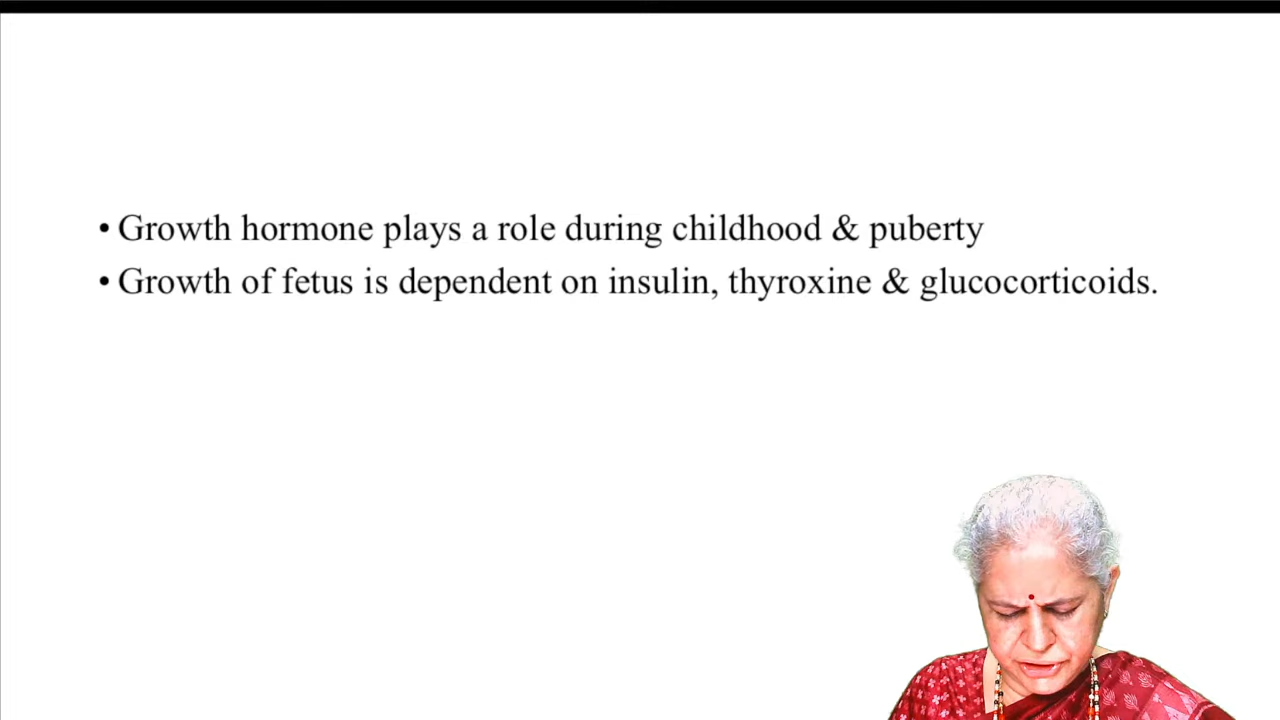 • Growth hormone plays a role during childhood & puberty
• Growth of fetus is dependent on insulin, thyroxine & glucocorticoids.